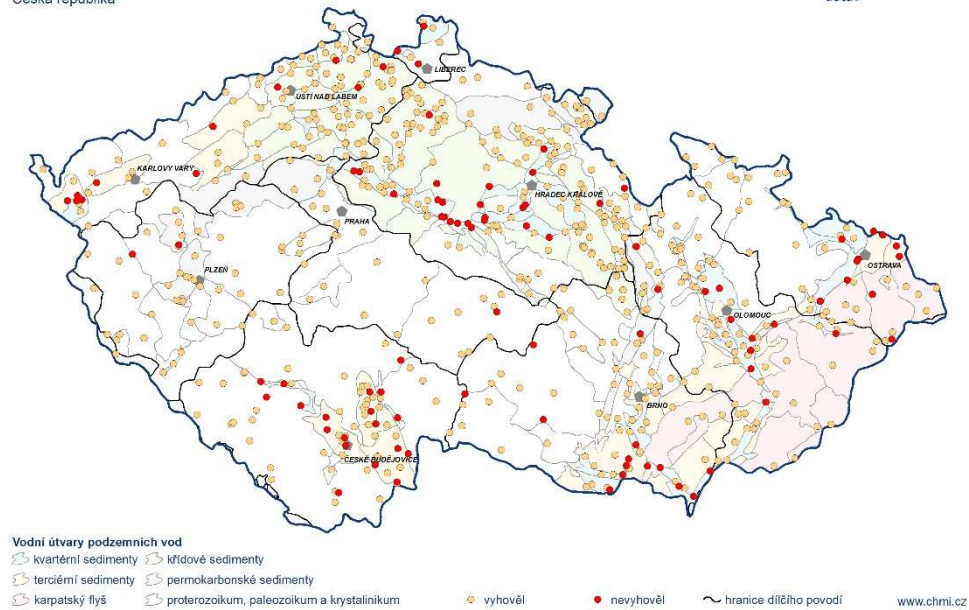 Česká republika
LIBEREC
ÚSTÍ NAD LABEM
KARLOVY VARY
HRADEC KRÁLOVÉ
PRAHA
PLZEŇ
OSTRAVA
OLOMOUC
BRNO
ČESKÉ BUDĚJOVICE
Vodní útvary podzemních vod
kvartérní sedimenty křídové sedimenty
terciérní sedimenty permokarbonské sedimenty
karpatský flyš proterozoikum, paleozoikum a krystalinikum vyhověl nevyhověl hranice dílčího povodí www.chmi.cz